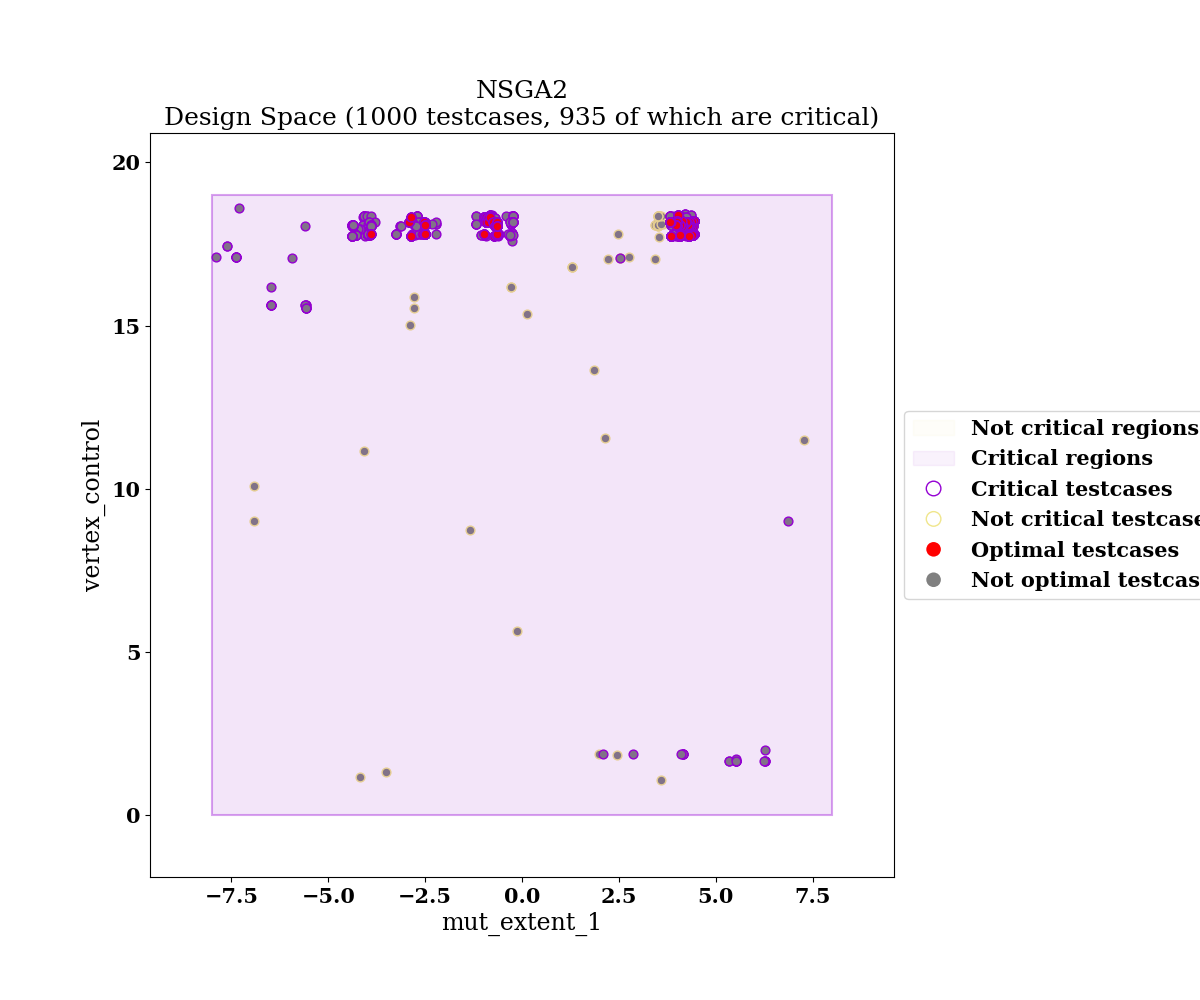 NSGA2
Design Space (1000 testcases, 935 of which are critical)
20
15
10
5
0
vertex_control
−7.5 −5.0 −2.5 0.0 2.5 5.0 7.5
mut_extent_1
Not critical regions
Critical regions
Critical testcases
Not critical testcase
Optimal testcases
Not optimal testcas